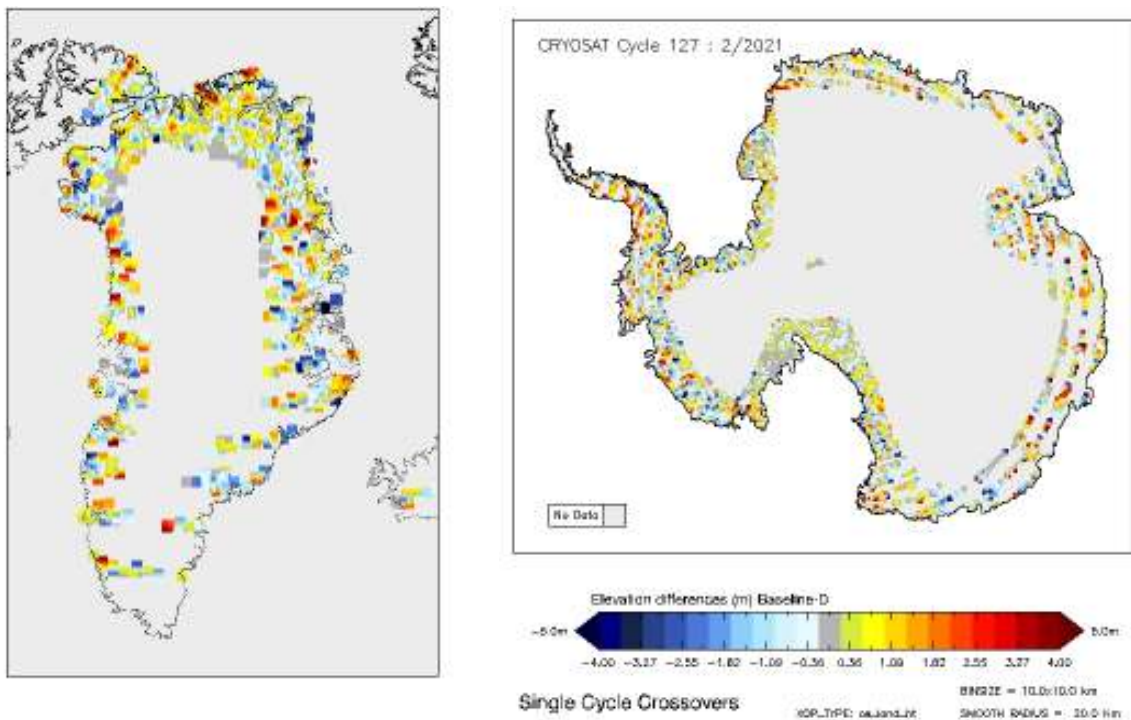 CRYOSAT Cycle 127 : 2/2021
No Data
Elevation differences (m) Baseline-D
-5.0m
5.0m
-4.00 -3.27 -2.55 -1.82 -1.09 -0.36 0.36 1.09 1.82 2.55 3.27 4.00
Single Cycle Crossovers
BINSIZE = 10.0x10.0 km
XOP_TYPE:
SMOOTH RADIUS = 20.0 Km